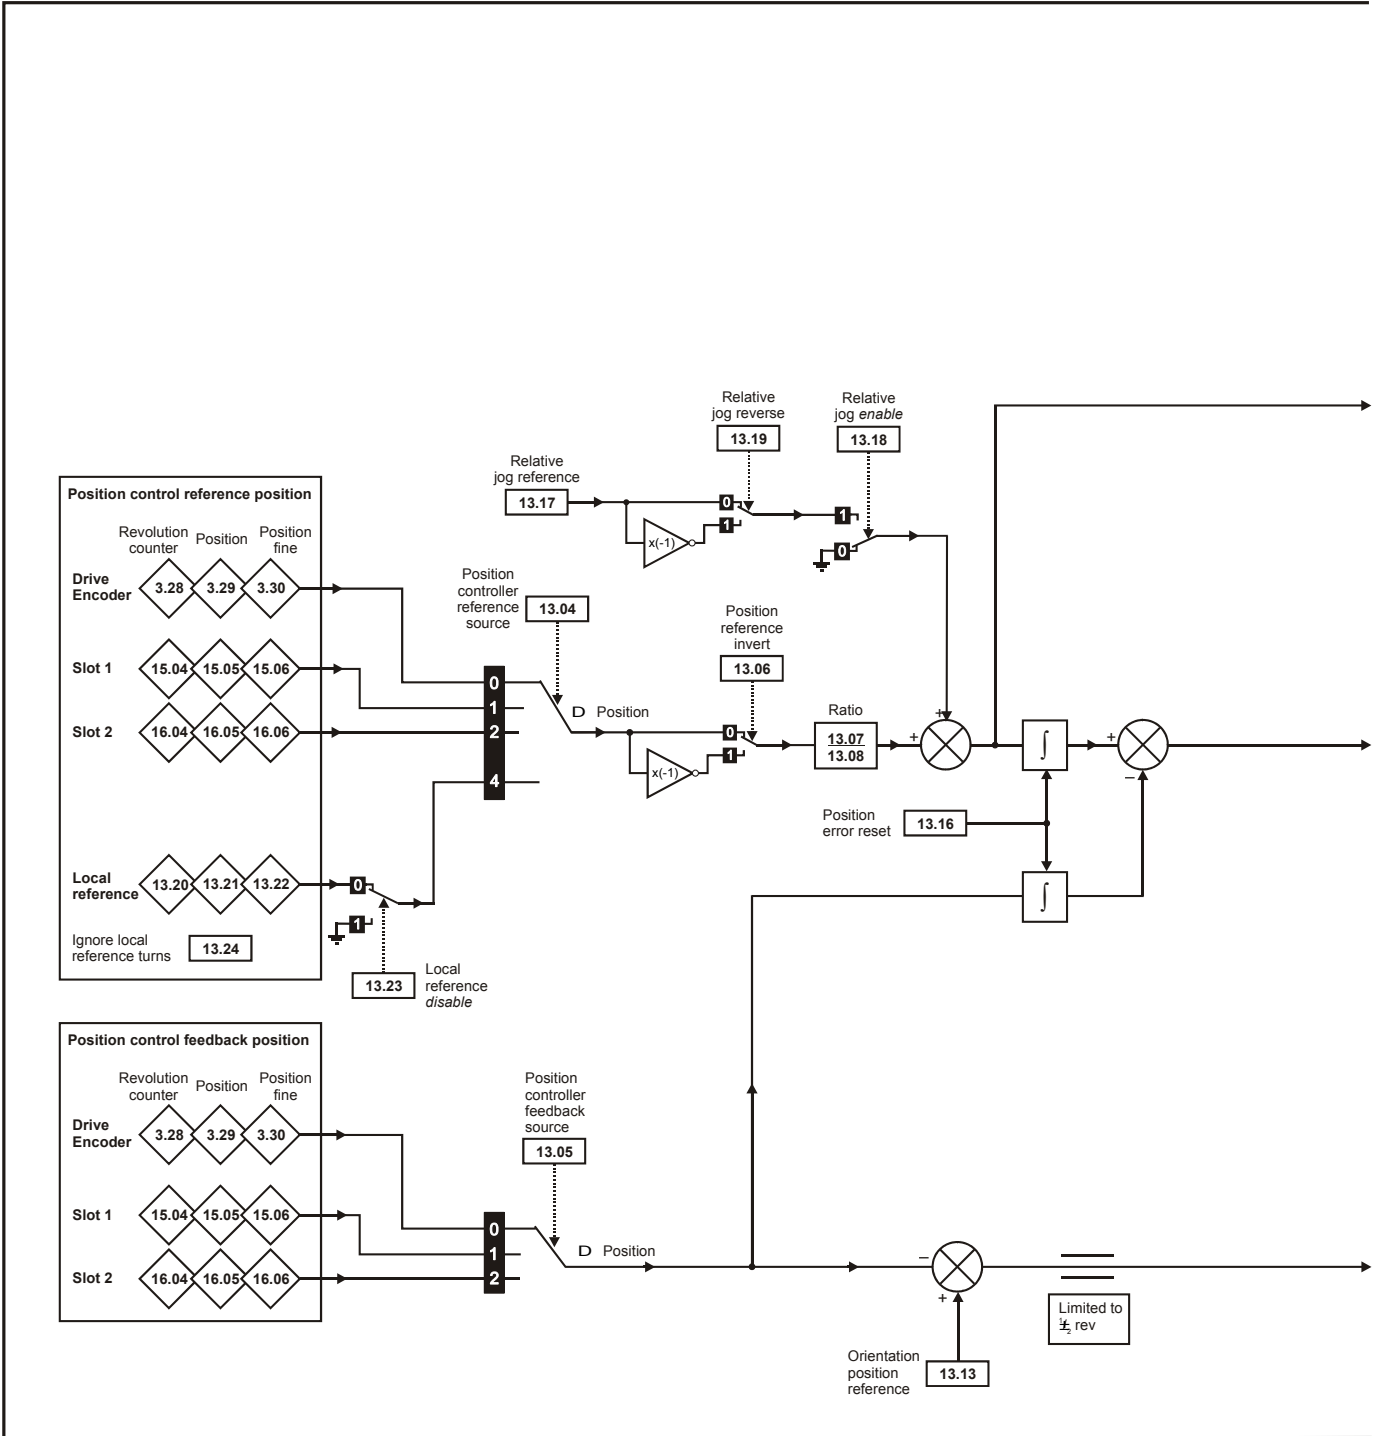 Relative
jog reverse
13.19
Relative
jog enable
13.18
Relative
jog reference
13.17
0
1
x(-1)
1
0
Position control reference position
Revolution
counter
Position
Position
fine
Drive
Encoder
3.28
3.29
3.30
Slot 1
15.04
15.05
15.06
Slot 2
16.04
16.05
16.06
Local
reference
13.20
13.21
13.22
Ignore local
reference turns
13.24
0
1
13.23
Local
reference
disable
Position
controller
reference
source
13.04
0
1
2
4
D Position
Position
reference
invert
13.06
0
1
x(-1)
Ratio
13.07
13.08
+
+
∫
+
−
Position
error reset
13.16
∫
Position control feedback position
Revolution
counter
Position
Position
fine
Drive
Encoder
3.28
3.29
3.30
Slot 1
15.04
15.05
15.06
Slot 2
16.04
16.05
16.06
Position
controller
feedback
source
13.05
0
1
2
D Position
−
+
Limited to
± 1/2 rev
Orientation
position
reference
13.13